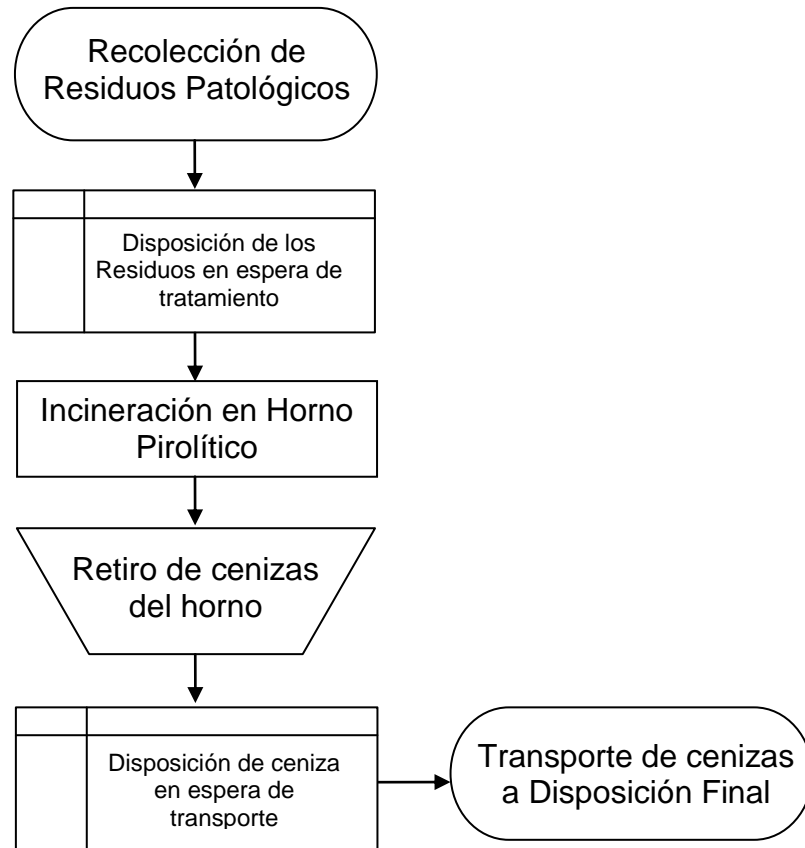 Recolección de
Residuos Patológicos
Disposición de los
Residuos en espera de
tratamiento
Incineración en Horno
Pirolítico
Retiro de cenizas
del horno
Disposición de ceniza
en espera de
transporte
Transporte de cenizas
a Disposición Final